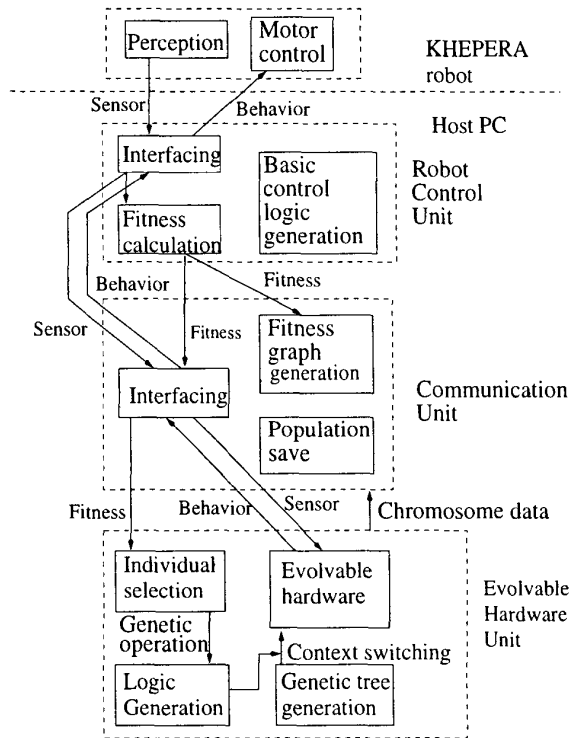 Perception
Motor
control
KHEPERA
robot
Sensor
Behavior
Host PC
Interfacing
Basic
control
logic
generation
Robot
Control
Unit
Fitness
calculation
Behavior
Fitness
Sensor
Fitness
Fitness
graph
generation
Interfacing
Communication
Unit
Population
save
Fitness
Behavior
Sensor
Chromosome data
Individual
selection
Evolvable
hardware
Evolvable
Hardware
Unit
Genetic
operation
Context switching
Logic
Generation
Genetic tree
generation